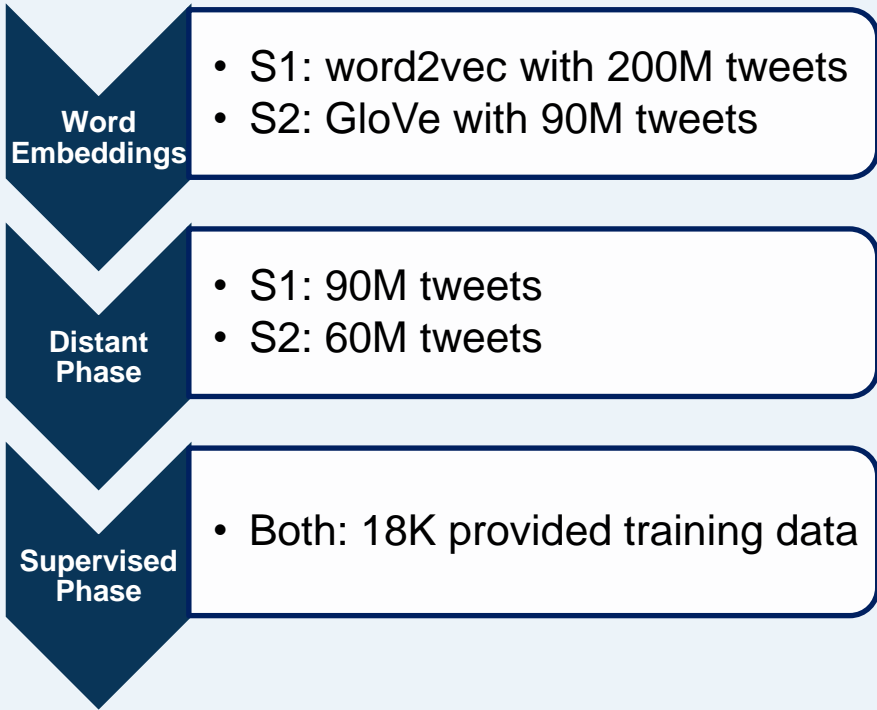 Word
Embeddings
• S1: word2vec with 200M tweets
• S2: GloVe with 90M tweets
Distant
Phase
• S1: 90M tweets
• S2: 60M tweets
Supervised
Phase
• Both: 18K provided training data